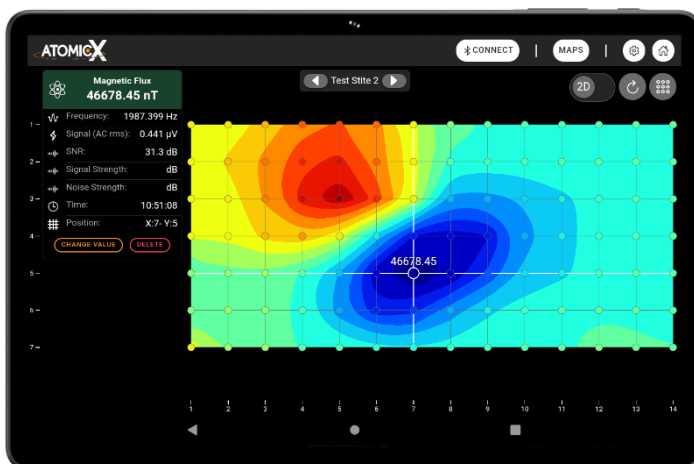 ATOMICX
CONNECT | MAPS |
Magnetic Flux
46678.45 nT
Test Stite 2
2D
Frequency: 1987.399 Hz
Signal (AC rms): 0.441 µV
SNR: 31.3 dB
Signal Strength: dB
Noise Strength: dB
Time: 10:51:08
Position: X:7- Y:5
CHANGE VALUE DELETE
1 -
2 -
3 -
4 -
46678.45
5 -
6 -
7 -
1 2 3 4 5 6 7 8 9 10 11 12 13 14